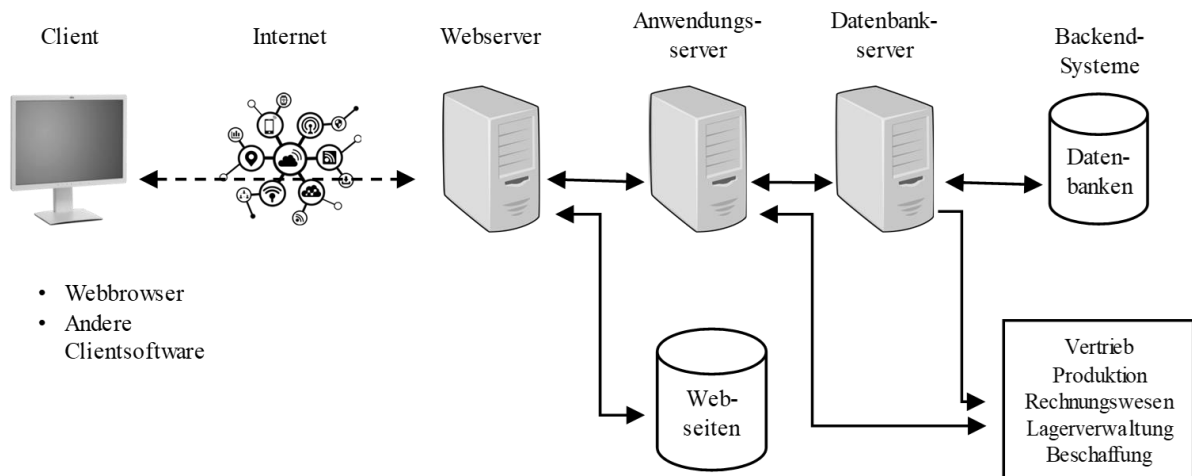 Client
Internet
Webserver
Anwendungs-
server
Datenbank-
server
Backend-
Systeme
Daten-
banken
• Webbrowser
• Andere
Clientsoftware
Web-
seiten
Vertrieb
Produktion
Rechnungswesen
Lagerverwaltung
Beschaffung